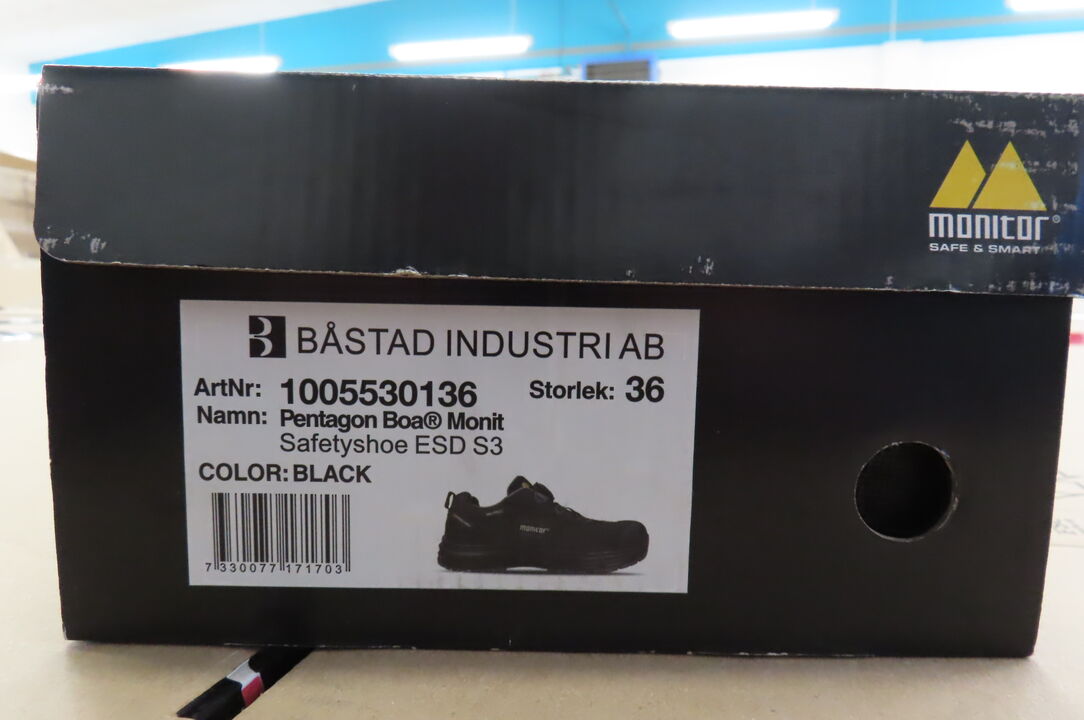 monitor®
SAFE & SMART
BÅSTAD INDUSTRI AB
ArtNr: 1005530136 Storlek: 36
Namn: Pentagon Boa® Monit
Safetyshoe ESD S3
COLOR: BLACK
monitor
7 330077 171703